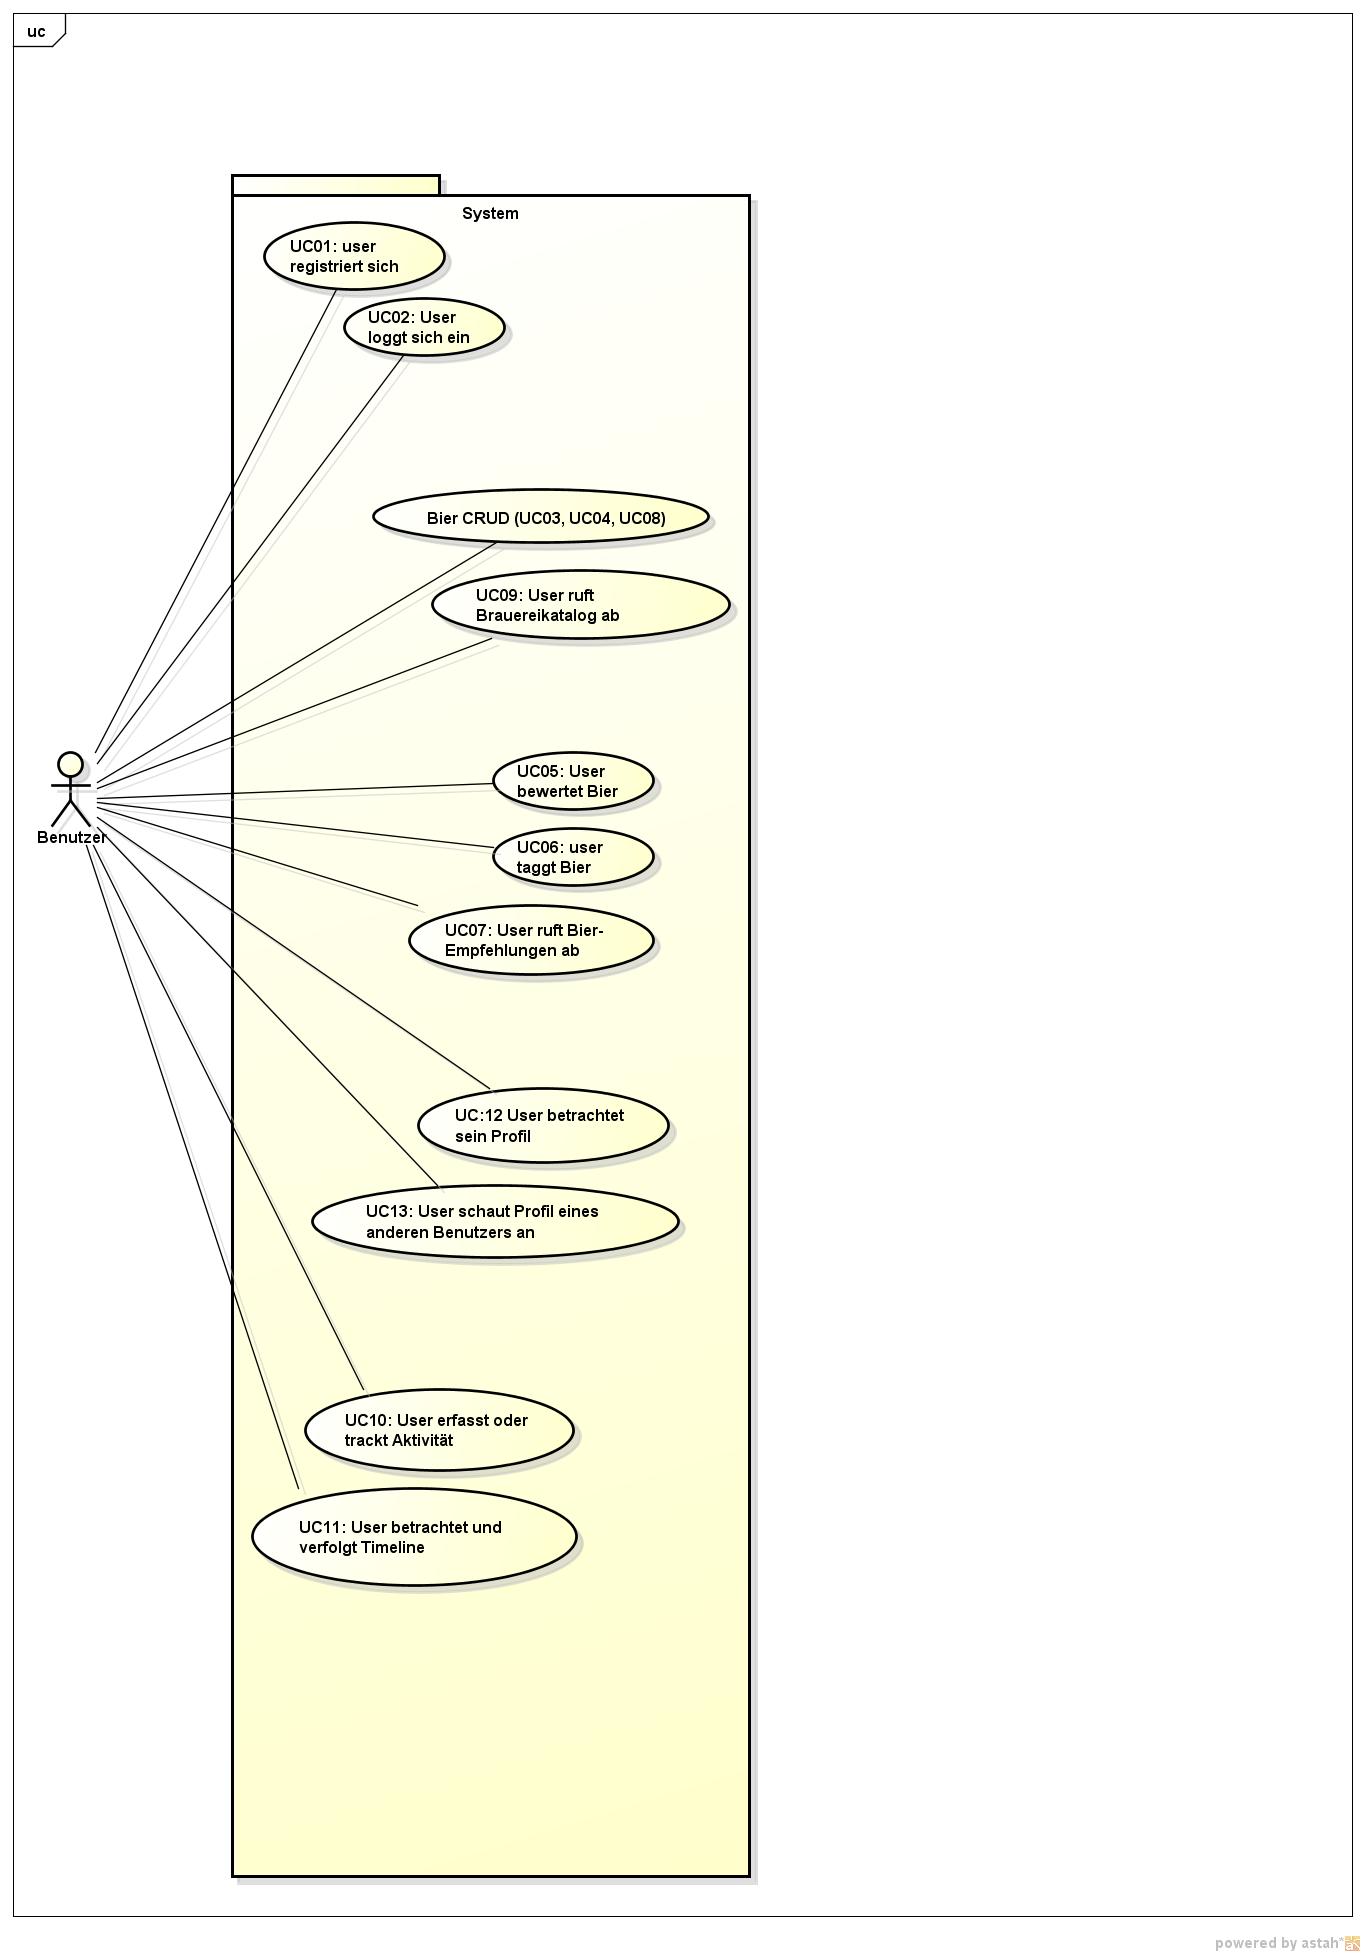 uc
System
UC01: user
registriert sich
UC02: User
loggt sich ein
Bier CRUD (UC03, UC04, UC08)
UC09: User ruft
Brauereikatalog ab
UC05: User
bewertet Bier
Benutzer
UC06: user
taggt Bier
UC07: User ruft Bier-
Empfehlungen ab
UC:12 User betrachtet
sein Profil
UC13: User schaut Profil eines
anderen Benutzers an
UC10: User erfasst oder
trackt Aktivität
UC11: User betrachtet und
verfolgt Timeline
powered by astah*